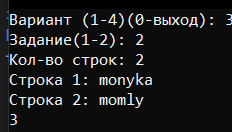 Вариант (1-4)(0-выход): 3
Задание(1-2): 2
Кол-во строк: 2
Строка 1: monyka
Строка 2: momly
3